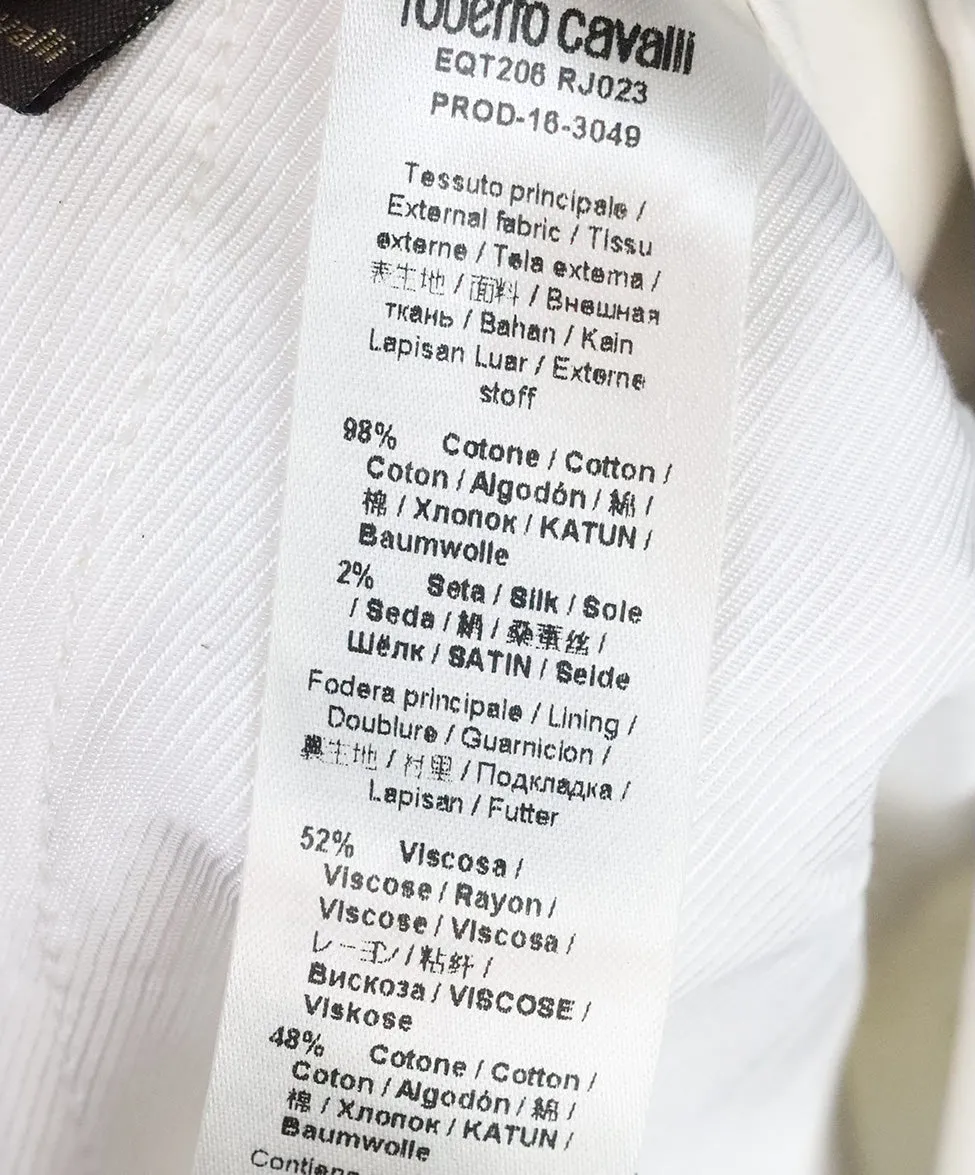 roberto cavalli
EQT206 RJ023
PROD-16-3049
Tessuto principale /
External fabric / Tissu
externe / Tela externa /
表生地 / 面料 / Внешная
ткань / Bahan / Kain
Lapisan Luar / Externe
stoff
98% Cotone / Cotton /
Coton / Algodón / 綿 /
棉 / Хлопок / KATUN /
Baumwolle
2% Seta / Silk / Sole
/ Seda / 絹 / 桑蚕丝 /
Шёлк / SATIN / Seide
Fodera principale / Lining /
Doublure / Guarnicion /
裏生地 / 衬里 / Подкладка /
Lapisan / Futter
52% Viscosa /
Viscose / Rayon /
Viscose / Viscosa /
レーヨン / 粘纤 /
Вискоза / VISCOSE /
Viskose
48% Cotone / Cotton /
Coton / Algodón / 綿 /
棉 / Хлопок / KATUN /
Baumwolle